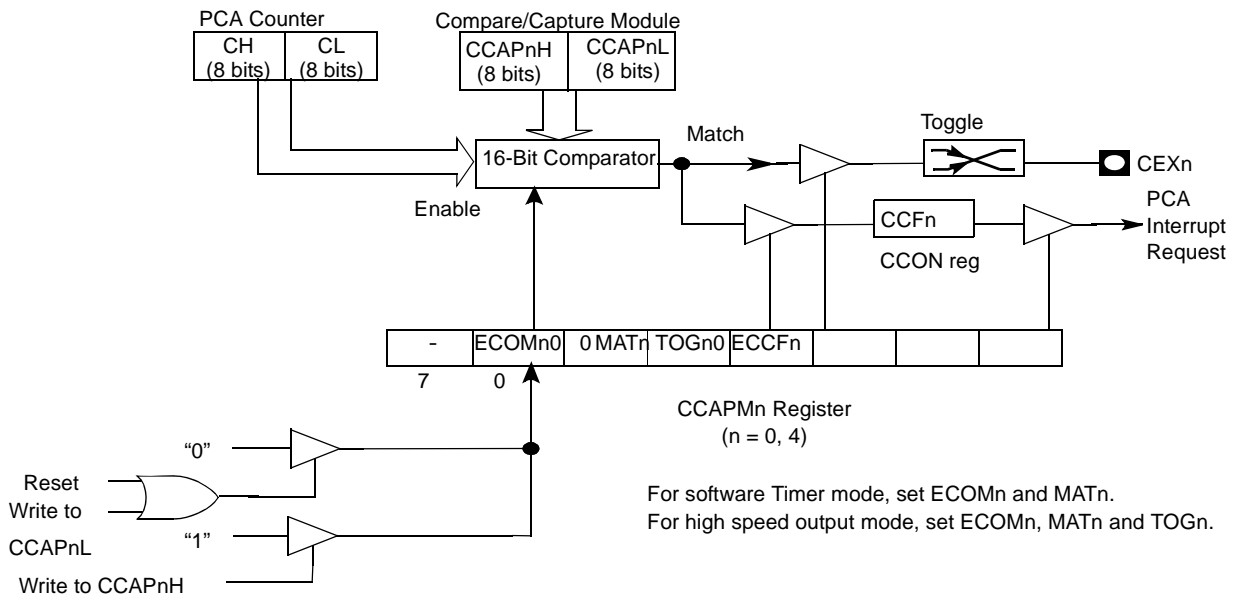 PCA Counter
CH
(8 bits)
CL
(8 bits)
Compare/Capture Module
CCAPnH
(8 bits)
CCAPnL
(8 bits)
16-Bit Comparator
Match
Toggle
CEXn
Enable
CCFn
CCON reg
PCA
Interrupt
Request
- ECOMn0 0 MATn TOGn0 ECCFn
7 0
CCAPMn Register
(n = 0, 4)
“0”
Reset
Write to
CCAPnL
“1”
Write to CCAPnH
For software Timer mode, set ECOMn and MATn.
For high speed output mode, set ECOMn, MATn and TOGn.